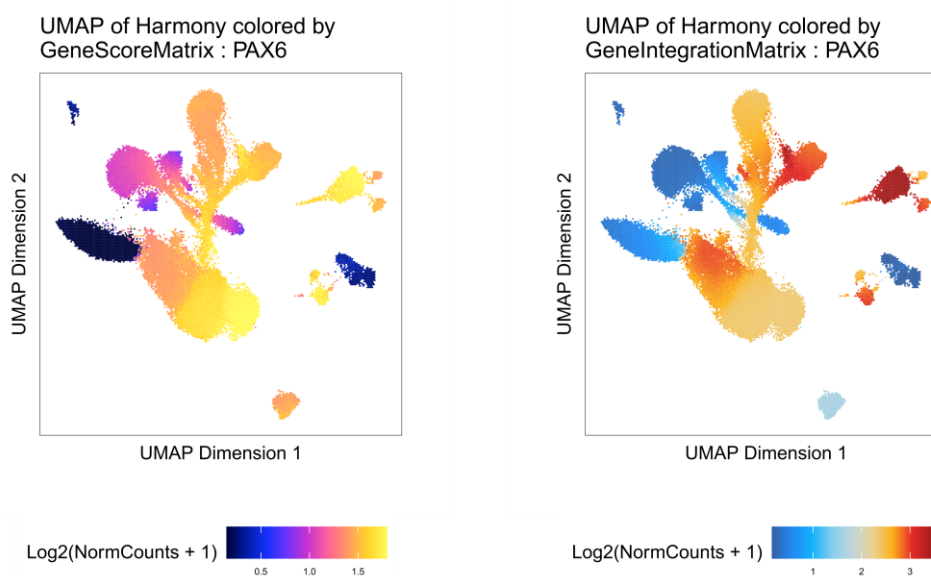 UMAP of Harmony colored by
GeneScoreMatrix : PAX6
UMAP Dimension 2
UMAP Dimension 1
Log2(NormCounts + 1)
0.5 1.0 1.5
UMAP of Harmony colored by
GeneIntegrationMatrix : PAX6
UMAP Dimension 2
UMAP Dimension 1
Log2(NormCounts + 1)
1 2 3